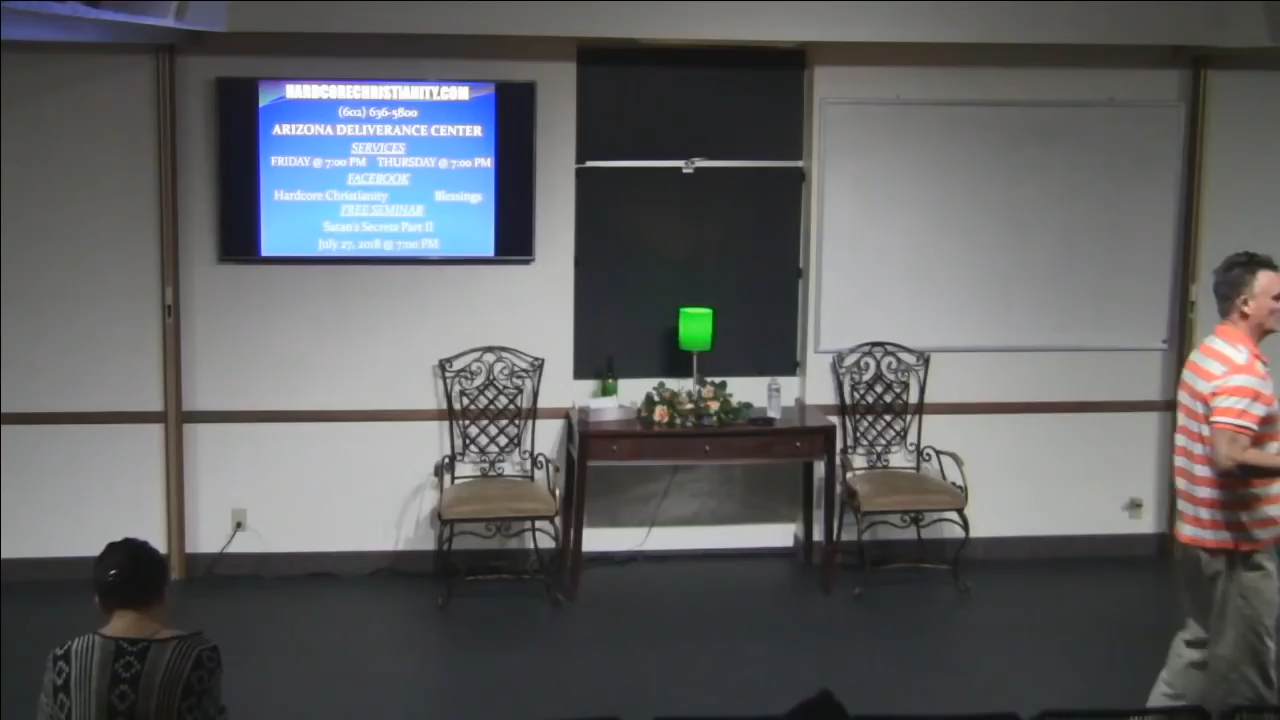 HARDCORECHRISTIANITY.COM
(602) 636-5800
ARIZONA DELIVERANCE CENTER
SERVICES
FRIDAY @ 7:00 PM THURSDAY @ 7:00 PM
FACEBOOK
Hardcore Christianity Blessings
FREE SEMINAR
Satan's Secrets Part II
July 27, 2018 @ 7:00 PM